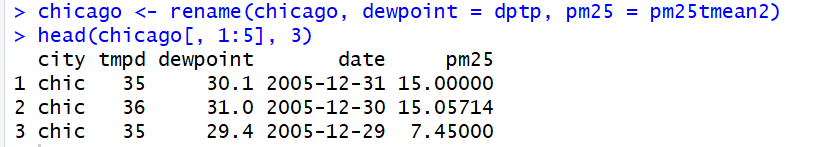 > chicago <- rename(chicago, dewpoint = dptp, pm25 = pm25tmean2)
> head(chicago[, 1:5], 3)
  city tmpd dewpoint       date     pm25
1 chic   35     30.1 2005-12-31 15.00000
2 chic   36     31.0 2005-12-30 15.05714
3 chic   35     29.4 2005-12-29  7.45000